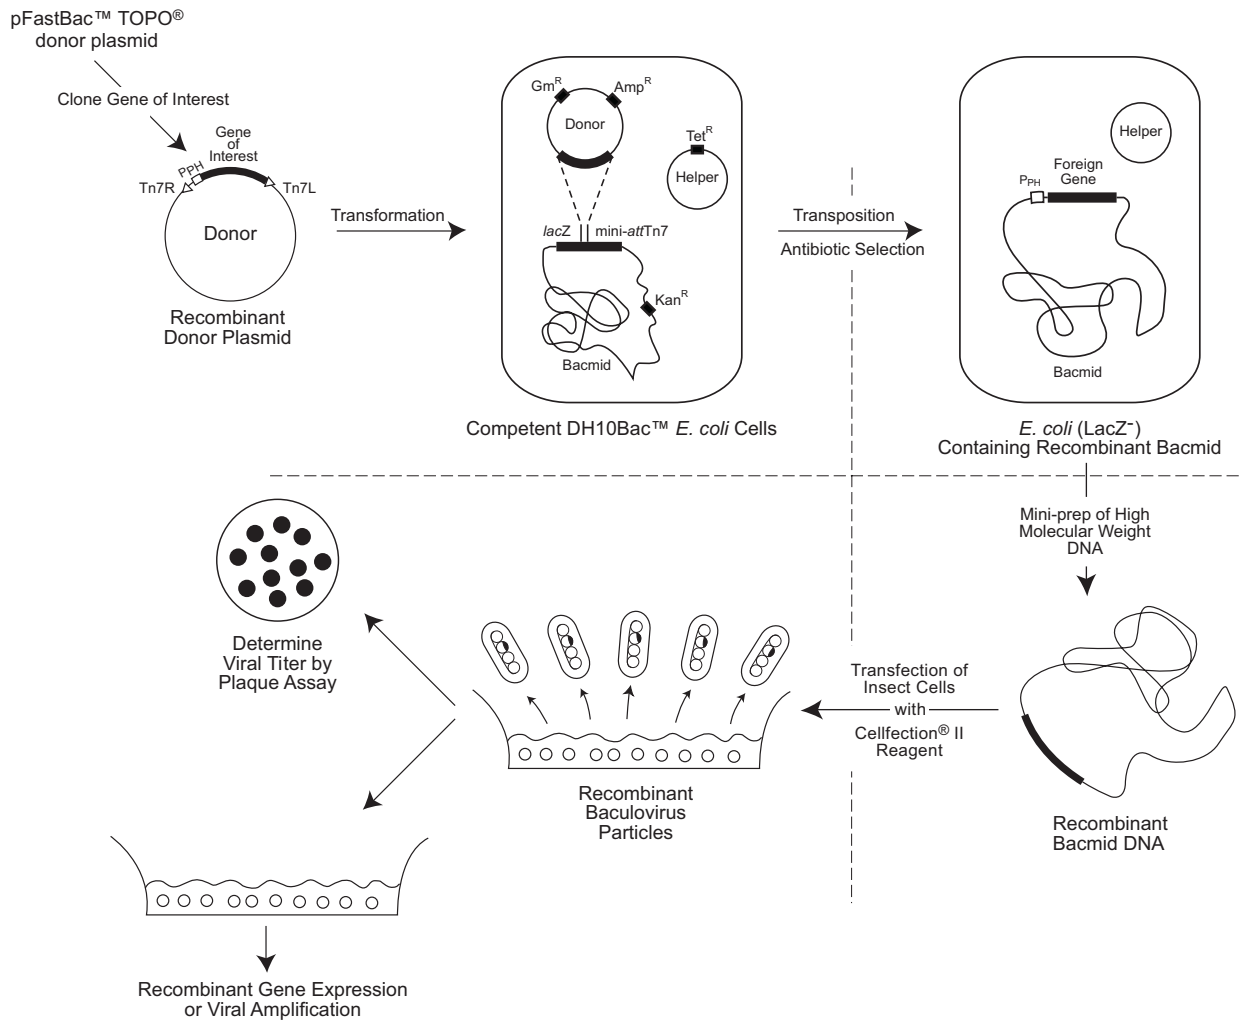 pFastBac™ TOPO®
donor plasmid
Clone Gene of Interest
Gene
of
Interest
PPH
Tn7R
Tn7L
Donor
Recombinant
Donor Plasmid
Transformation
GmR
AmpR
Donor
TetR
Helper
lacZ
mini-attTn7
KanR
Bacmid
Competent DH10Bac™ E. coli Cells
Transposition
Antibiotic Selection
Helper
Foreign
Gene
PPH
Bacmid
E. coli (LacZ-)
Containing Recombinant Bacmid
Mini-prep of High
Molecular Weight
DNA
Recombinant
Bacmid DNA
Transfection of
Insect Cells
with
Cellfection® II
Reagent
Recombinant
Baculovirus
Particles
Determine
Viral Titer by
Plaque Assay
Recombinant Gene Expression
or Viral Amplification